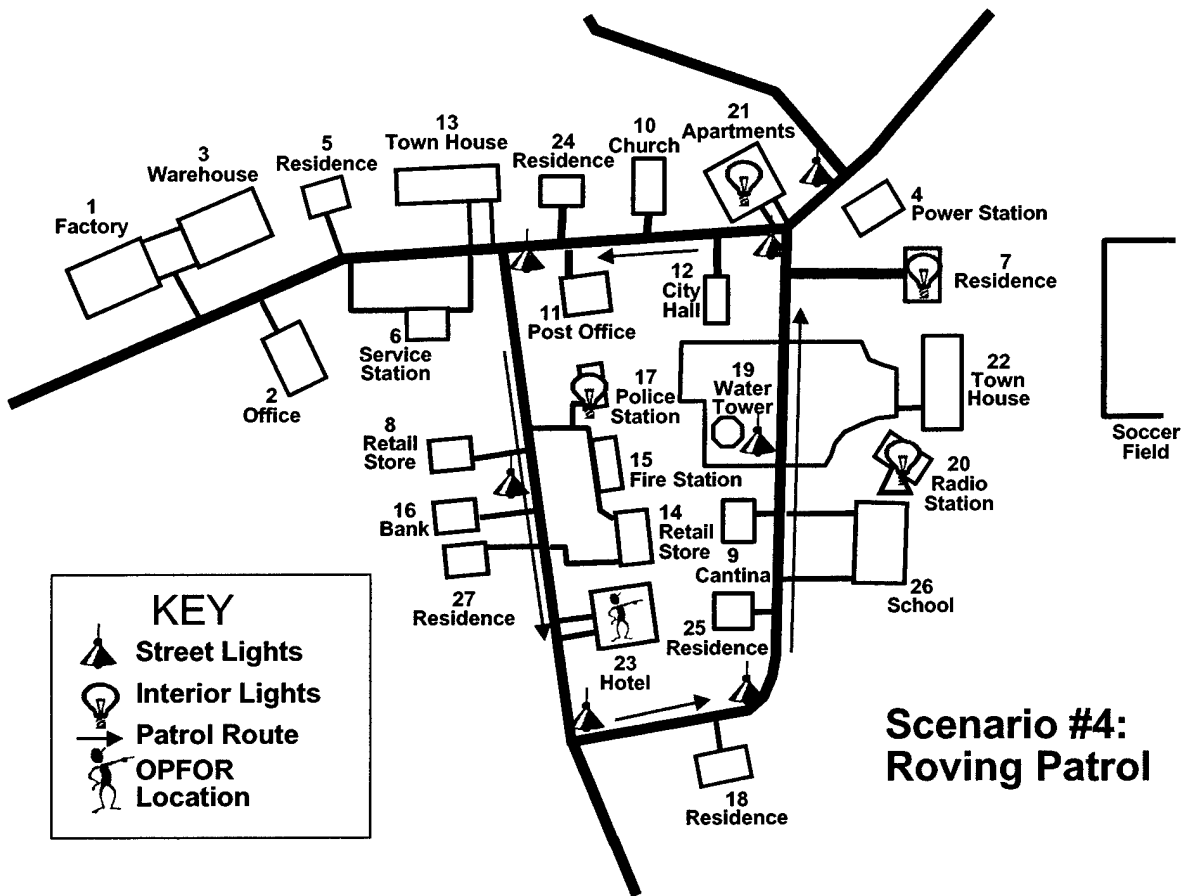 21
Apartments
10
Church
24
Residence
13
Town House
5
Residence
3
Warehouse
1
Factory
4
Power Station
7
Residence
12
City
Hall
11
Post Office
6
Service
Station
2
Office
17
Police
Station
19
Water
Tower
22
Town
House
Soccer
Field
8
Retail
Store
15
Fire Station
20
Radio
Station
16
Bank
14
Retail
Store
9
Cantina
26
School
27
Residence
25
Residence
23
Hotel
18
Residence
KEY
Street Lights
Interior Lights
Patrol Route
OPFOR
Location
Scenario #4:
Roving Patrol